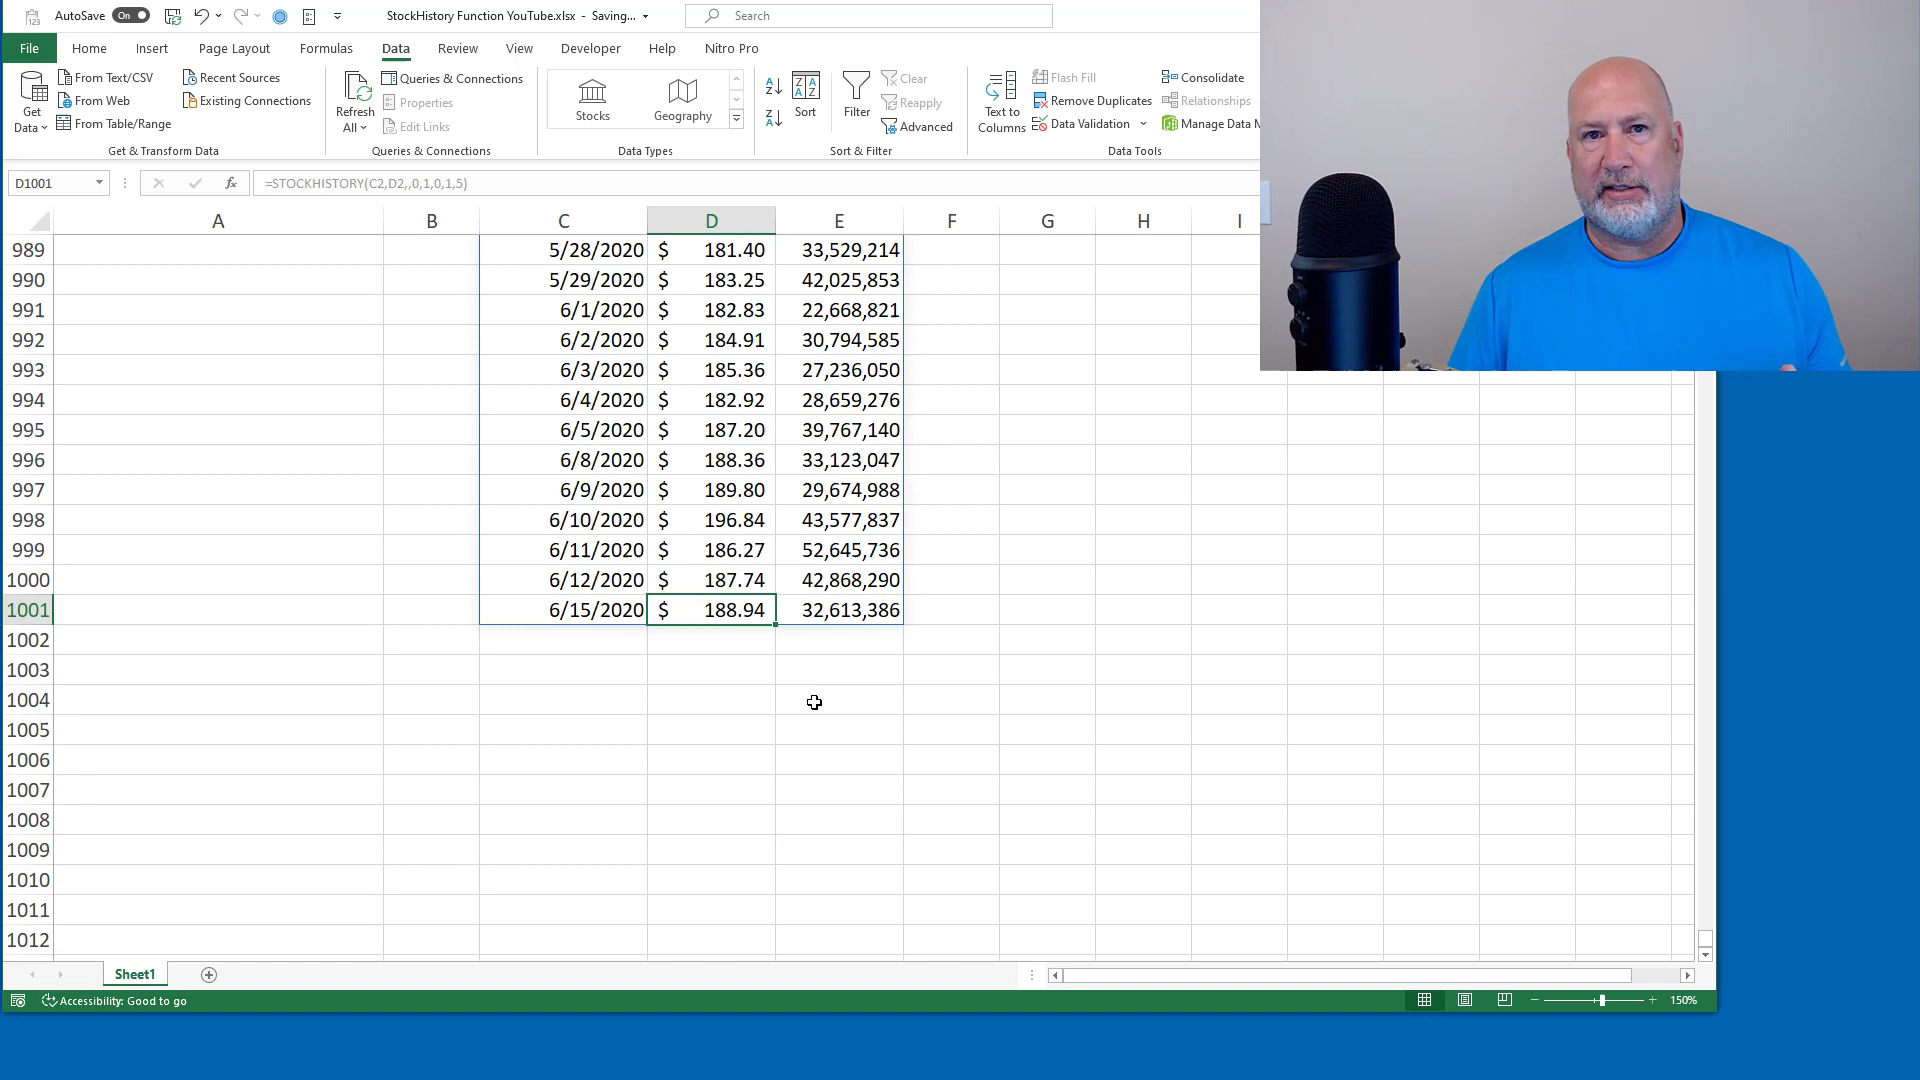 AutoSave On StockHistory Function YouTube.xlsx - Saving... Search
File Home Insert Page Layout Formulas Data Review View Developer Help Nitro Pro
Get Data From Text/CSV From Web From Table/Range Recent Sources Existing Connections
Get & Transform Data
Refresh All Queries & Connections Properties Edit Links
Queries & Connections
Stocks Geography
Data Types
Sort Filter Clear Reapply Advanced
Sort & Filter
Text to Columns Flash Fill Remove Duplicates Data Validation Consolidate Relationships Manage Data M
Data Tools
D1001 fx =STOCKHISTORY(C2,D2,,0,1,0,1,5)
A B C D E F G H I
989 5/28/2020 $ 181.40 33,529,214
990 5/29/2020 $ 183.25 42,025,853
991 6/1/2020 $ 182.83 22,668,821
992 6/2/2020 $ 184.91 30,794,585
993 6/3/2020 $ 185.36 27,236,050
994 6/4/2020 $ 182.92 28,659,276
995 6/5/2020 $ 187.20 39,767,140
996 6/8/2020 $ 188.36 33,123,047
997 6/9/2020 $ 189.80 29,674,988
998 6/10/2020 $ 196.84 43,577,837
999 6/11/2020 $ 186.27 52,645,736
1000 6/12/2020 $ 187.74 42,868,290
1001 6/15/2020 $ 188.94 32,613,386
1002
1003
1004
1005
1006
1007
1008
1009
1010
1011
1012
Sheet1
Accessibility: Good to go 150%